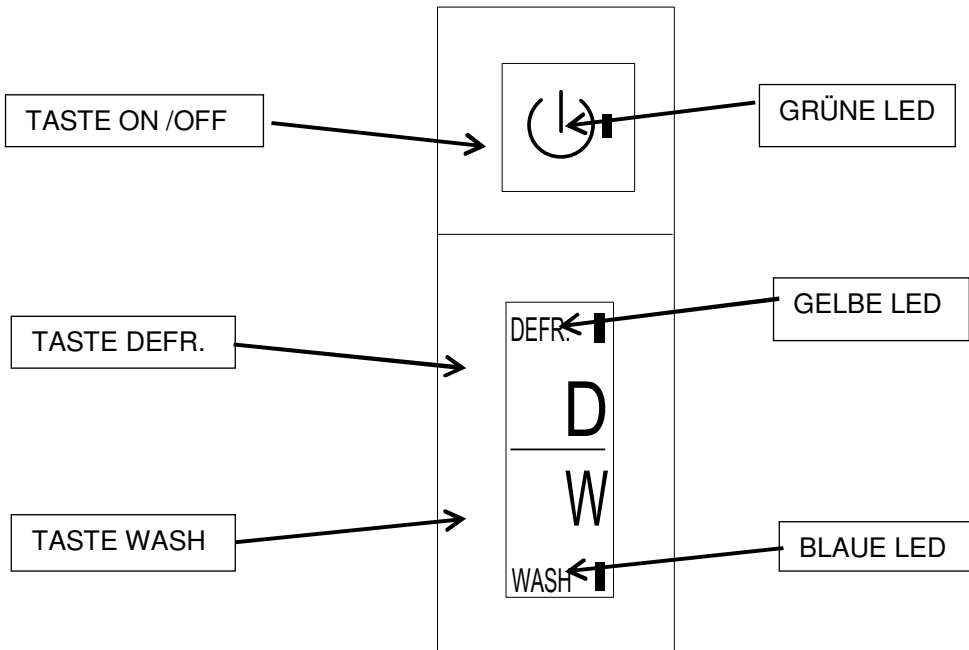 TASTE ON /OFF
GRÜNE LED
TASTE DEFR.
DEFR.
GELBE LED
D
W
TASTE WASH
WASH
BLAUE LED